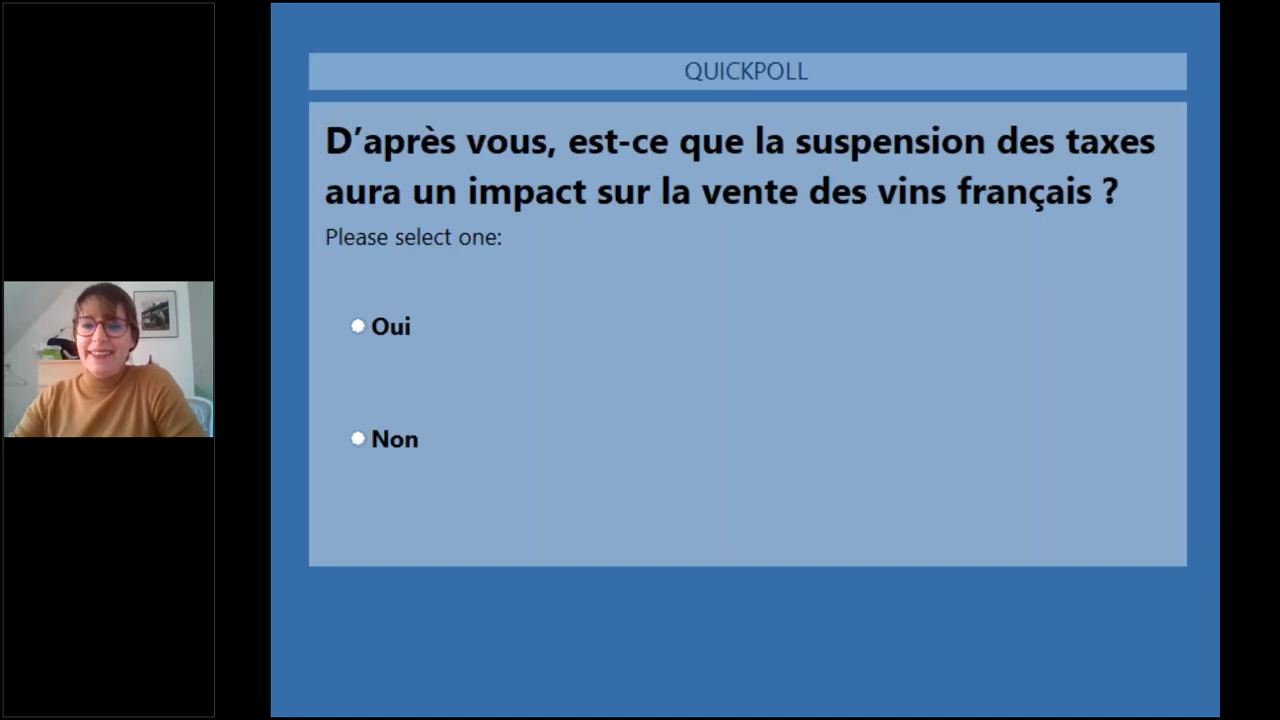 QUICKPOLL
D’après vous, est-ce que la suspension des taxes
aura un impact sur la vente des vins français ?
Please select one:
Oui
Non